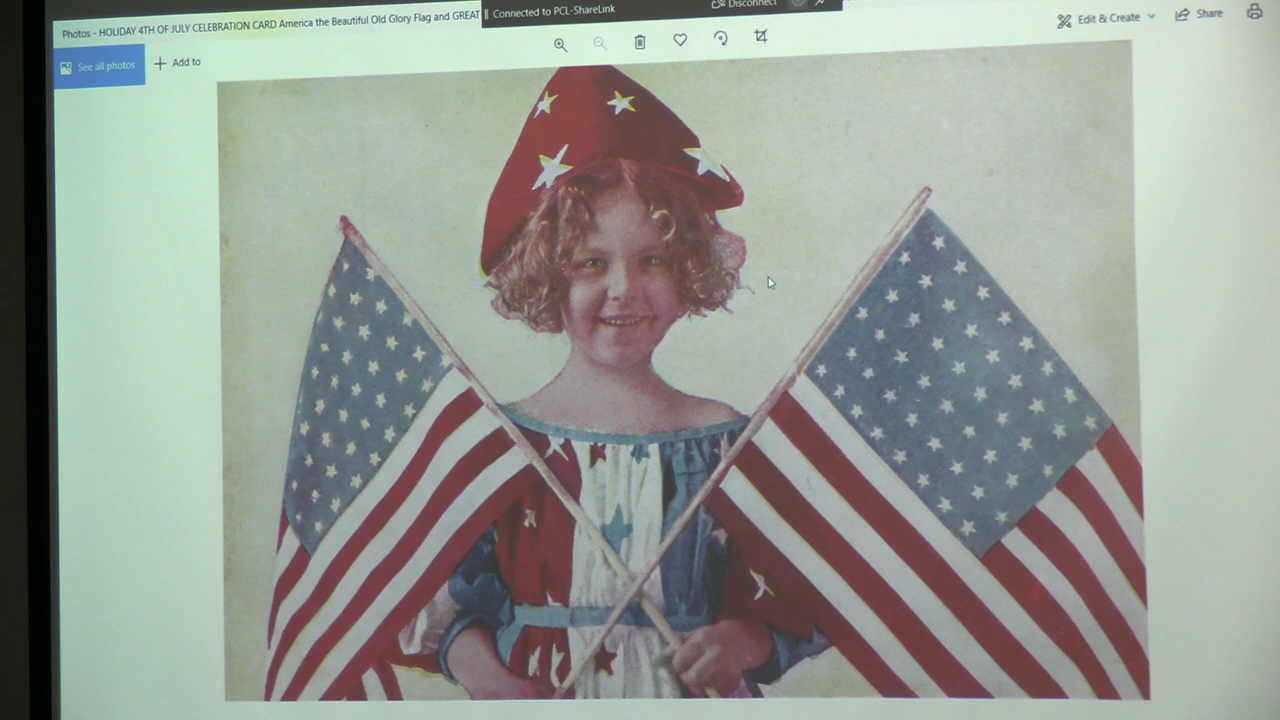 Photos - HOLIDAY 4TH OF JULY CELEBRATION CARD America the Beautiful Old Glory Flag and GREAT
Connected to PCL-ShareLink
Disconnect
See all photos
Add to
Edit & Create
Share